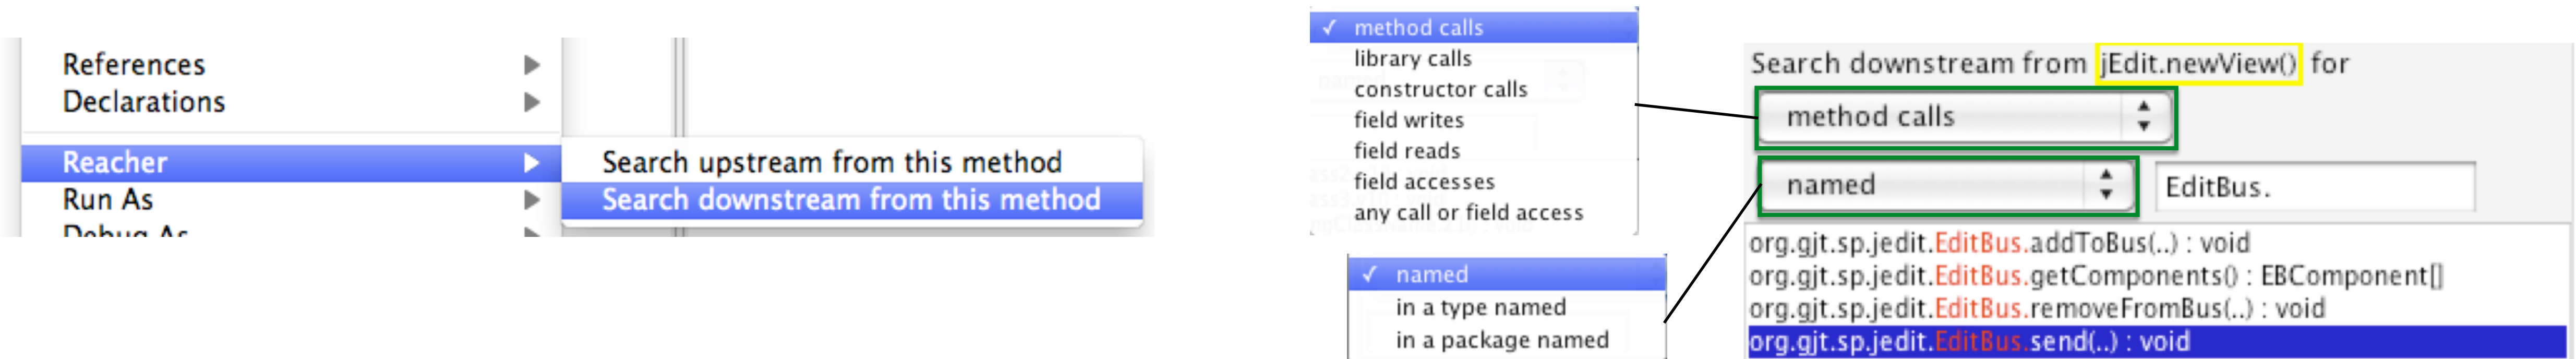 References
Declarations
Reacher
Run As
Debug As
Search upstream from this method
Search downstream from this method
✓ method calls
library calls
constructor calls
field writes
field reads
field accesses
any call or field access
✓ named
in a type named
in a package named
Search downstream from jEdit.newView() for
method calls
named
EditBus.
org.gjt.sp.jedit.EditBus.addToBus(..) : void
org.gjt.sp.jedit.EditBus.getComponents() : EBComponent[]
org.gjt.sp.jedit.EditBus.removeFromBus(..) : void
org.gjt.sp.jedit.EditBus.send(..) : void